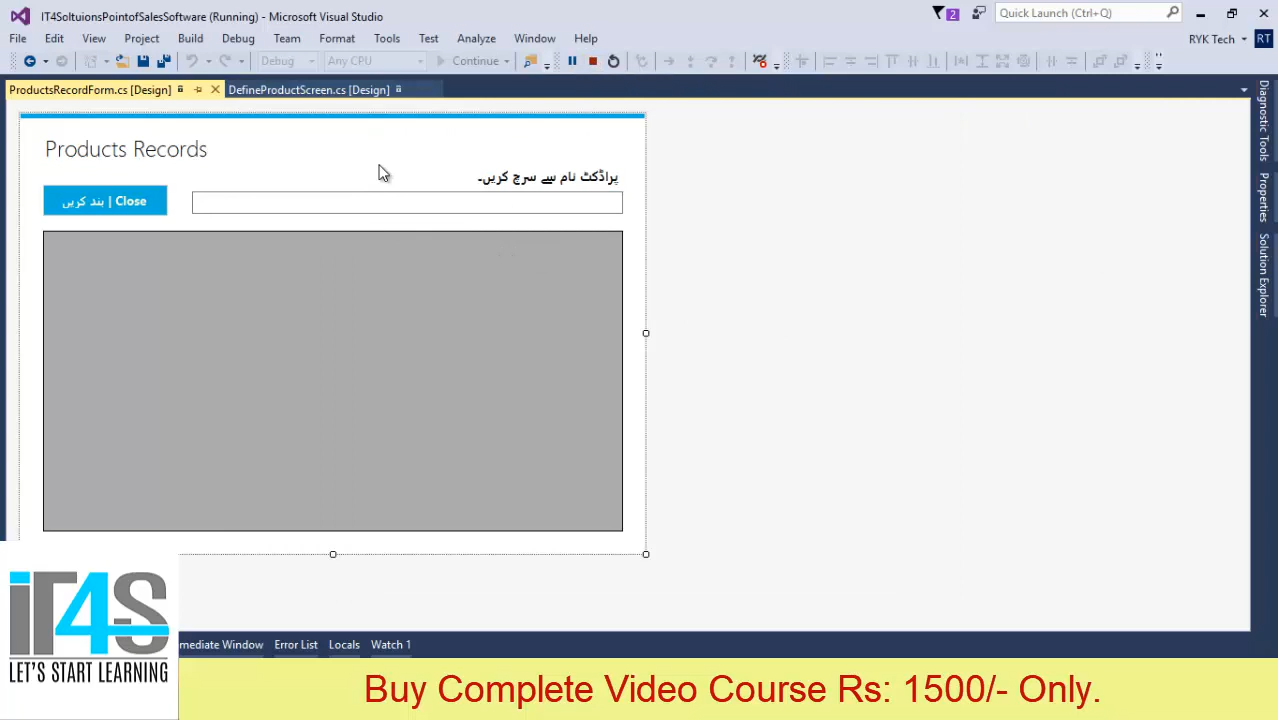 IT4SoltuionsPointofSalesSoftware (Running) - Microsoft Visual Studio
2
Quick Launch (Ctrl+Q)
File Edit View Project Build Debug Team Format Tools Test Analyze Window Help
RYK Tech RT
Debug Any CPU Continue
ProductsRecordForm.cs [Design] DefineProductScreen.cs [Design]
Products Records
پراڈکٹ نام سے سرچ کریں۔
بند کریں | Close
Diagnostic Tools
Properties
Solution Explorer
mediate Window Error List Locals Watch 1
iT4S
LET'S START LEARNING
Buy Complete Video Course Rs: 1500/- Only.